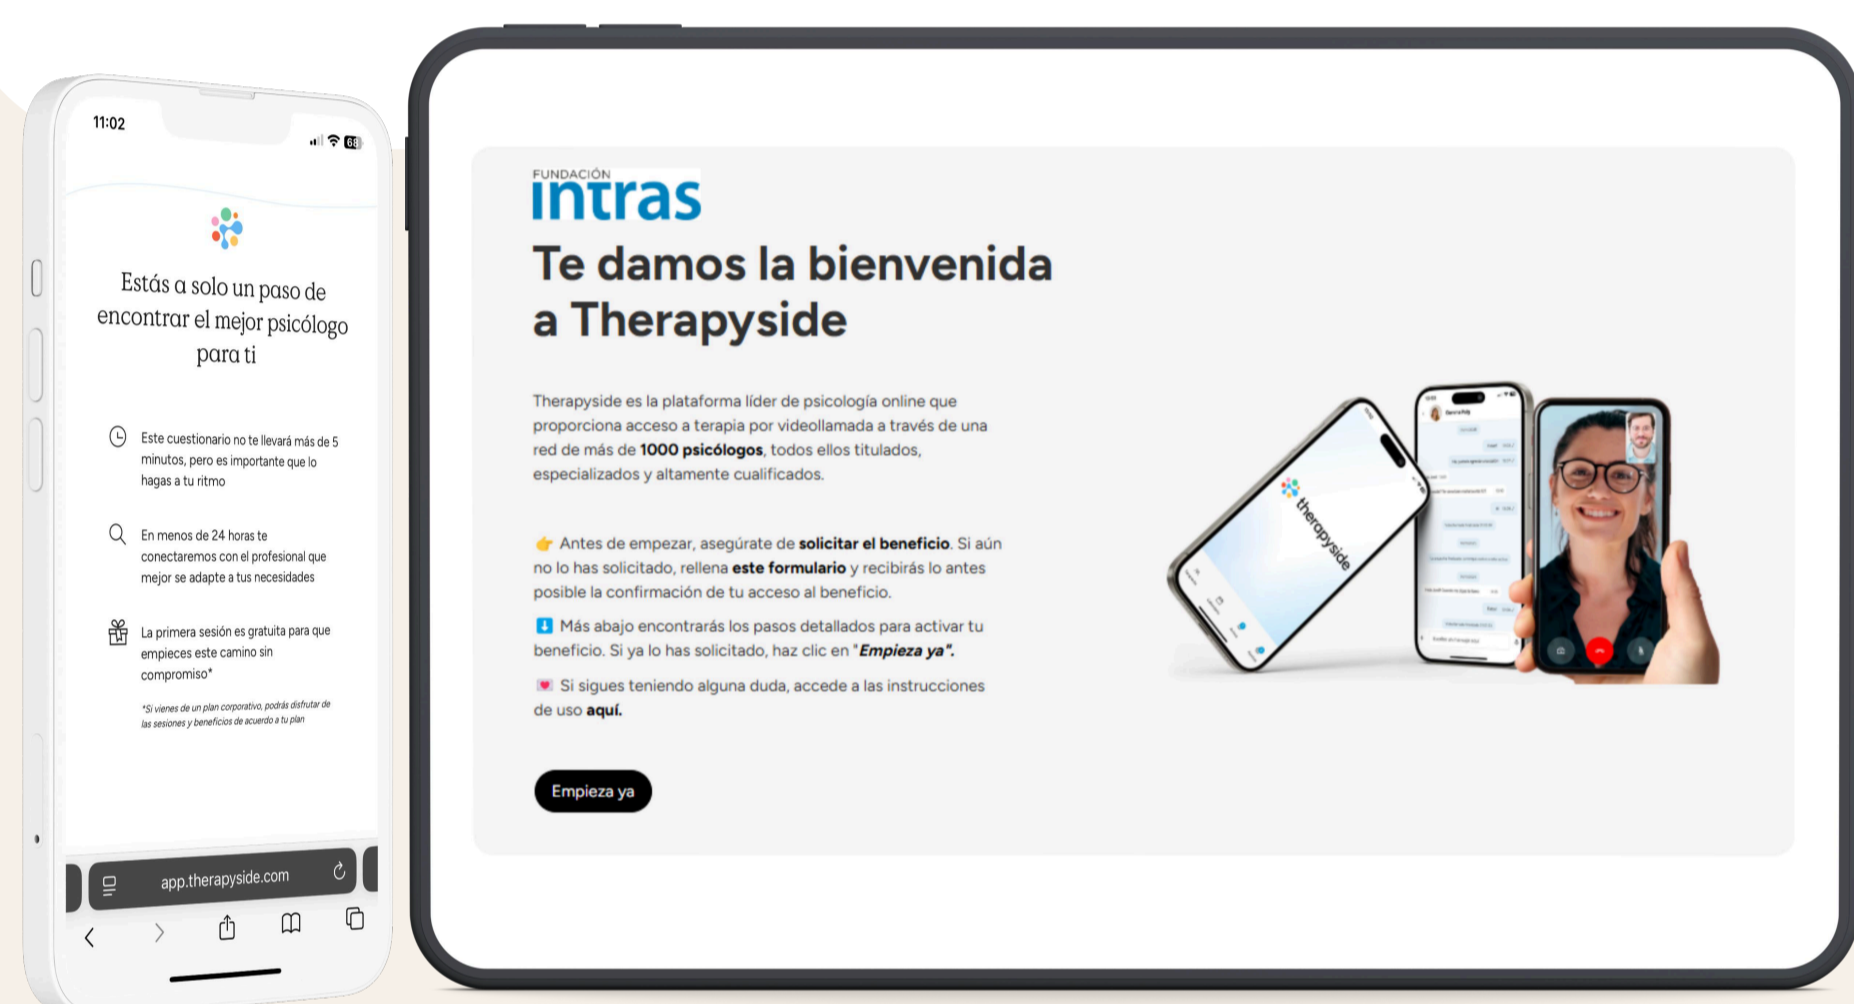 11:02
68
Estás a solo un paso de
encontrar el mejor psicólogo
para ti
Este cuestionario no te llevará más de 5
minutos, pero es importante que lo
hagas a tu ritmo
En menos de 24 horas te
conectaremos con el profesional que
mejor se adapte a tus necesidades
La primera sesión es gratuita para que
empieces este camino sin
compromiso*
*Si vienes de un plan corporativo, podrás disfrutar de
las sesiones y beneficios de acuerdo a tu plan
app.therapyside.com
FUNDACIÓN
intras
Te damos la bienvenida
a Therapyside
Therapyside es la plataforma líder de psicología online que
proporciona acceso a terapia por videollamada a través de una
red de más de 1000 psicólogos, todos ellos titulados,
especializados y altamente cualificados.
👉 Antes de empezar, asegúrate de solicitar el beneficio. Si aún
no lo has solicitado, rellena este formulario y recibirás lo antes
posible la confirmación de tu acceso al beneficio.
⬇️ Más abajo encontrarás los pasos detallados para activar tu
beneficio. Si ya lo has solicitado, haz clic en "Empieza ya".
💌 Si sigues teniendo alguna duda, accede a las instrucciones
de uso aquí.
Empieza ya
therapyside